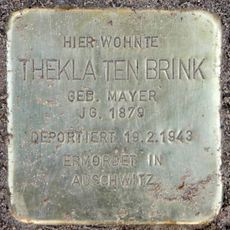 HIER WOHNTE
THEKLA TEN BRINK
GEB. MAYER
JG. 1879
DEPORTIERT 19.2.1943
ERMORDET IN
AUSCHWITZ